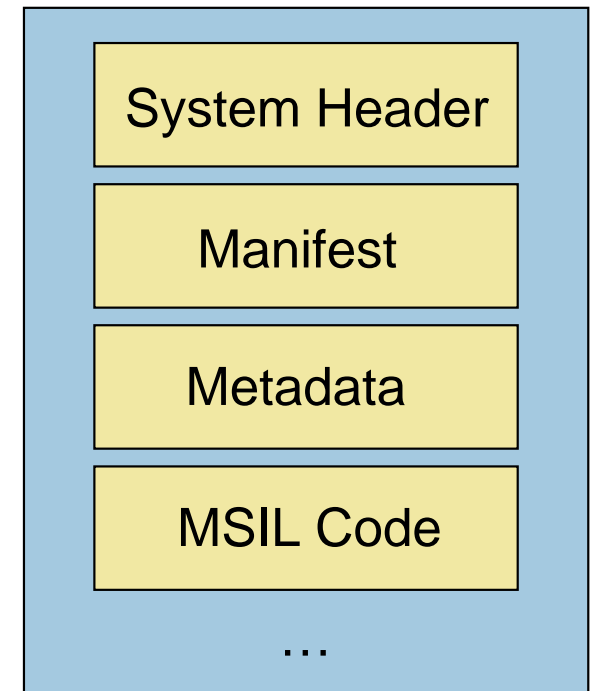 System Header
Manifest
Metadata
MSIL Code
…